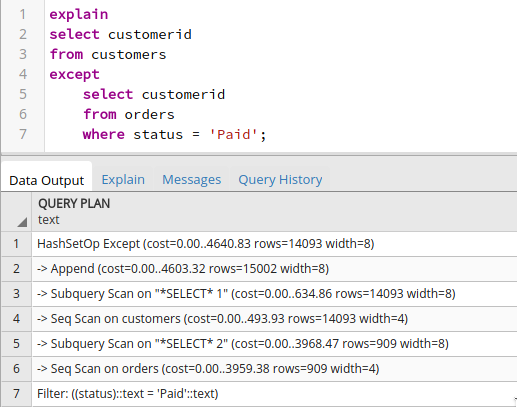 1 explain
2 select customerid
3 from customers
4 except
5 select customerid
6 from orders
7 where status = 'Paid';
Data Output Explain Messages Query History
QUERY PLAN
text
1 HashSetOp Except (cost=0.00..4640.83 rows=14093 width=8)
2 -> Append (cost=0.00..4603.32 rows=15002 width=8)
3 -> Subquery Scan on "*SELECT* 1" (cost=0.00..634.86 rows=14093 width=8)
4 -> Seq Scan on customers (cost=0.00..493.93 rows=14093 width=4)
5 -> Subquery Scan on "*SELECT* 2" (cost=0.00..3968.47 rows=909 width=8)
6 -> Seq Scan on orders (cost=0.00..3959.38 rows=909 width=4)
7 Filter: ((status)::text = 'Paid'::text)